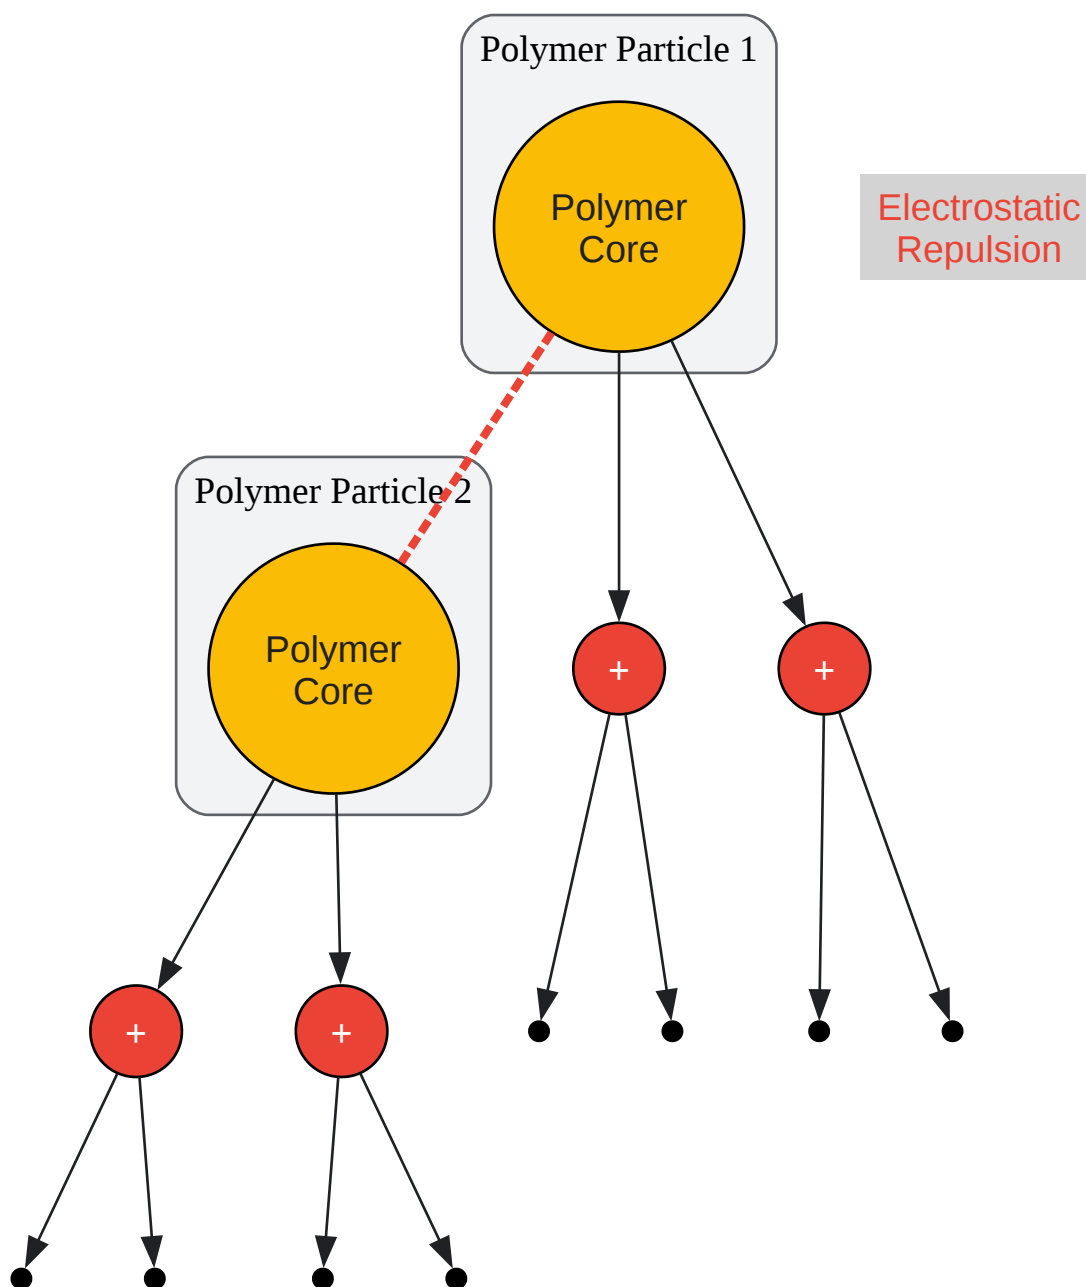 Polymer Particle 1
Polymer
Core
Electrostatic
Repulsion
Polymer Particle 2
Polymer
Core
+
+
+
+